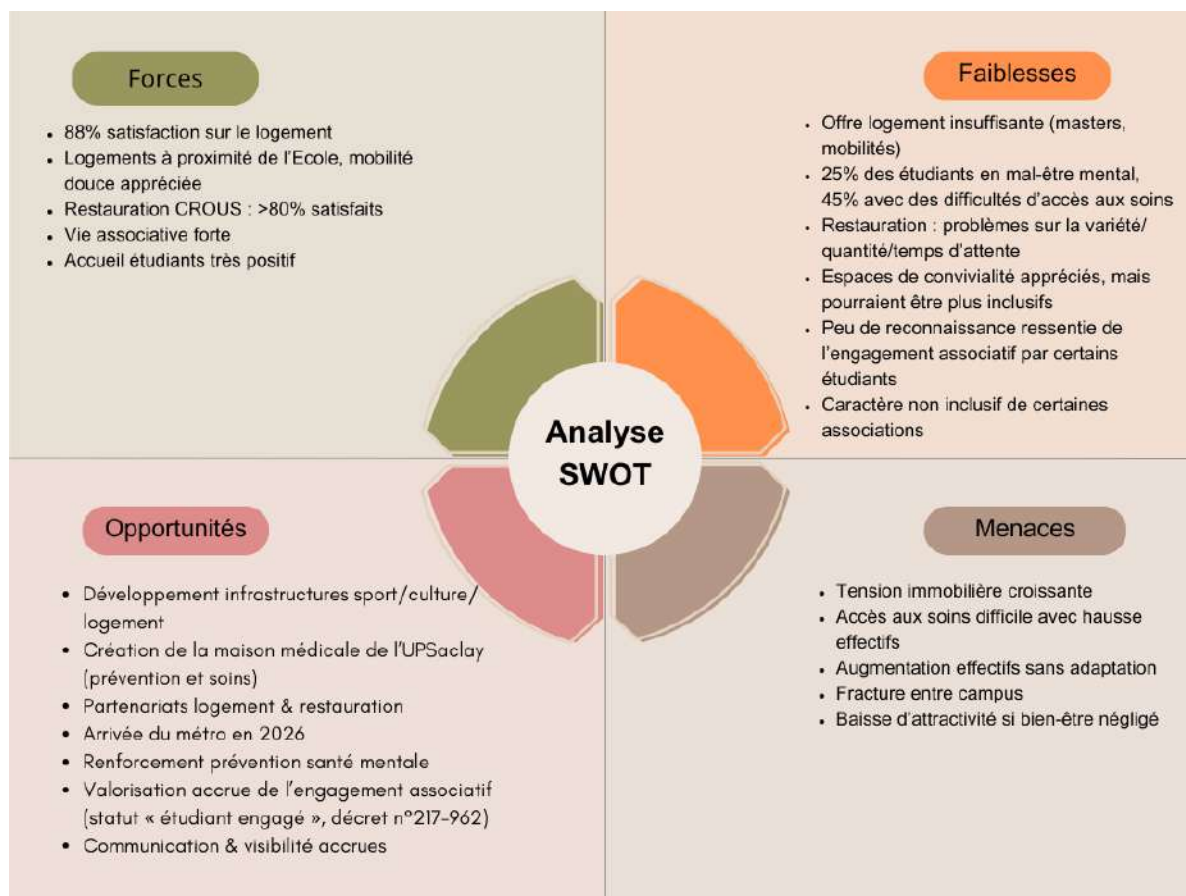 Forces
• 88% satisfaction sur le logement
• Logements à proximité de l'Ecole, mobilité
douce appréciée
• Restauration CROUS : >80% satisfaits
• Vie associative forte
• Accueil étudiants très positif
Faiblesses
• Offre logement insuffisante (masters,
mobilités)
• 25% des étudiants en mal-être mental,
45% avec des difficultés d'accès aux soins
• Restauration : problèmes sur la variété/
quantité/temps d'attente
• Espaces de convivialité appréciés, mais
pourraient être plus inclusifs
• Peu de reconnaissance ressentie de
l'engagement associatif par certains
étudiants
• Caractère non inclusif de certaines
associations
Analyse
SWOT
Opportunités
• Développement infrastructures sport/culture/
logement
• Création de la maison médicale de l'UPSaclay
(prévention et soins)
• Partenariats logement & restauration
• Arrivée du métro en 2026
• Renforcement prévention santé mentale
• Valorisation accrue de l'engagement associatif
(statut « étudiant engagé », décret n°217-962)
• Communication & visibilité accrues
Menaces
• Tension immobilière croissante
• Accès aux soins difficile avec hausse
effectifs
• Augmentation effectifs sans adaptation
• Fracture entre campus
• Baisse d'attractivité si bien-être négligé